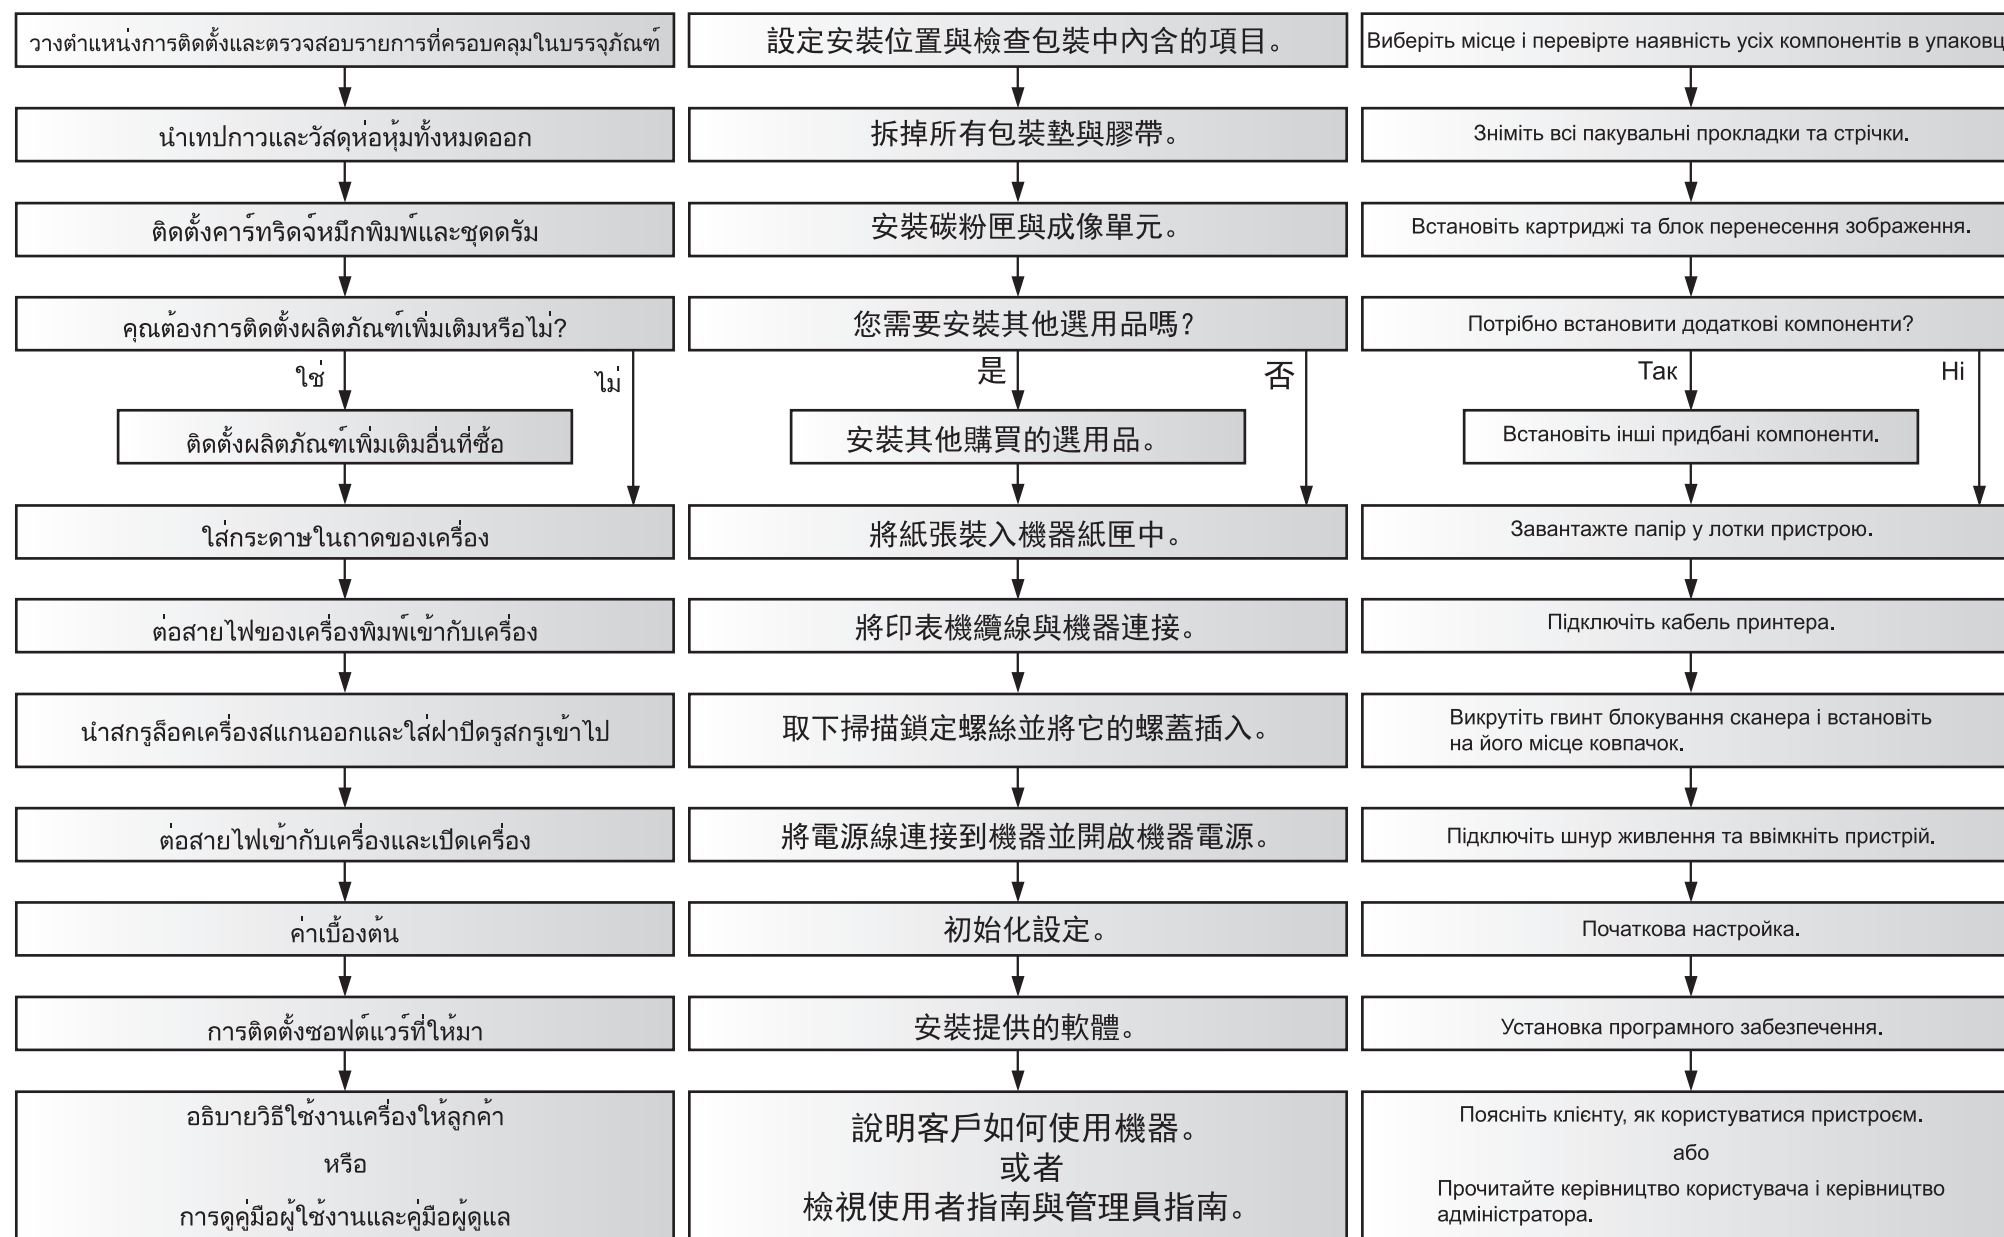 วางตำแหน่งการติดตั้งและตรวจสอบรายการที่ครอบคลุมในบรรจุภัณฑ์
นำเทปกาวและวัสดุห่อหุ้มทั้งหมดออก
ติดตั้งคาร์ทริดจ์หมึกพิมพ์และชุดดรัม
คุณต้องการติดตั้งผลิตภัณฑ์เพิ่มเติมหรือไม่?
ใช่
ไม่
ติดตั้งผลิตภัณฑ์เพิ่มเติมอื่นที่ซื้อ
ใส่กระดาษในถาดของเครื่อง
ต่อสายไฟของเครื่องพิมพ์เข้ากับเครื่อง
นำสกรูล็อคเครื่องสแกนออกและใส่ฝาปิดรูสกรูเข้าไป
ต่อสายไฟเข้ากับเครื่องและเปิดเครื่อง
ค่าเบื้องต้น
การติดตั้งซอฟต์แวร์ที่ให้มา
อธิบายวิธีใช้งานเครื่องให้ลูกค้า
หรือ
การดูคู่มือผู้ใช้งานและคู่มือผู้ดูแล
設定安裝位置與檢查包裝中內含的項目。
拆掉所有包裝墊與膠帶。
安裝碳粉匣與成像單元。
您需要安裝其他選用品嗎?
是
否
安裝其他購買的選用品。
將紙張裝入機器紙匣中。
將印表機纜線與機器連接。
取下掃描鎖定螺絲並將它的螺蓋插入。
將電源線連接到機器並開啟機器電源。
初始化設定。
安裝提供的軟體。
說明客戶如何使用機器。
或者
檢視使用者指南與管理員指南。
Виберіть місце і перевірте наявність усіх компонентів в упаковц
Зніміть всі пакувальні прокладки та стрічки.
Встановіть картриджі та блок перенесення зображення.
Потрібно встановити додаткові компоненти?
Так
Ні
Встановіть інші придбані компоненти.
Завантажте папір у лотки пристрою.
Підключіть кабель принтера.
Викрутіть гвинт блокування сканера і встановіть
на його місце ковпачок.
Підключіть шнур живлення та ввімкніть пристрій.
Початкова настройка.
Установка програмного забезпечення.
Поясніть клієнту, як користуватися пристроєм.
або
Прочитайте керівництво користувача і керівництво
адміністратора.